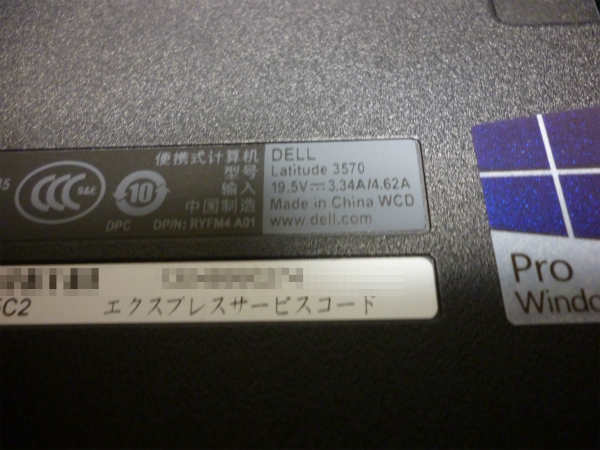 便携式计算机 DELL
型号 Latitude 3570
输入 19.5V⎓3.34A/4.62A
中国制造 Made in China WCD
DPC DP/N: RYFM4 A01 www.dell.com
CCC S&E
10
エクスプレスサービスコード
Pro
Windo